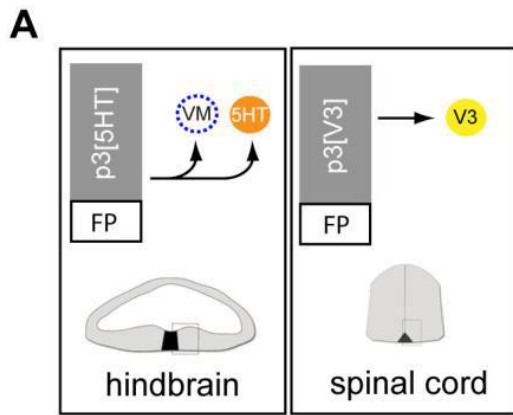 A
p3[5HT]
VM
5HT
FP
hindbrain
p3[V3]
V3
FP
spinal cord